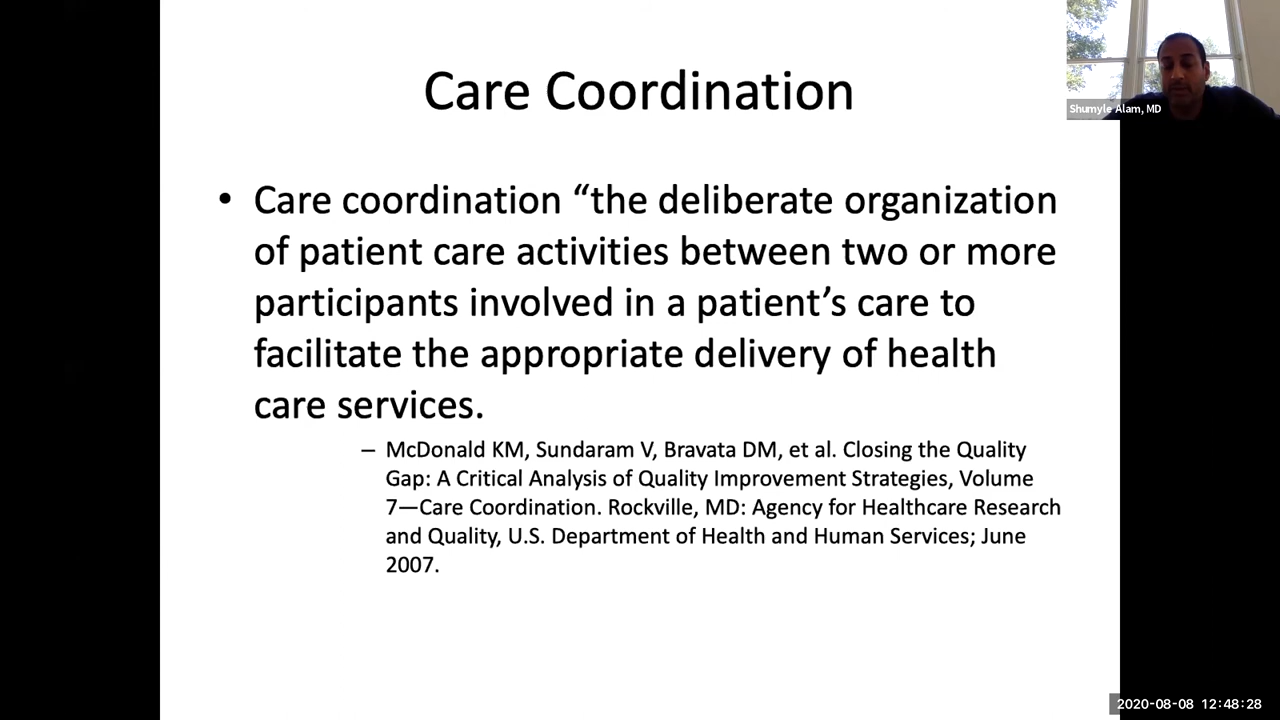 Care Coordination
Shumyle Alam, MD
• Care coordination “the deliberate organization
of patient care activities between two or more
participants involved in a patient’s care to
facilitate the appropriate delivery of health
care services.
– McDonald KM, Sundaram V, Bravata DM, et al. Closing the Quality
Gap: A Critical Analysis of Quality Improvement Strategies, Volume
7—Care Coordination. Rockville, MD: Agency for Healthcare Research
and Quality, U.S. Department of Health and Human Services; June
2007.
2020-08-08 12:48:28